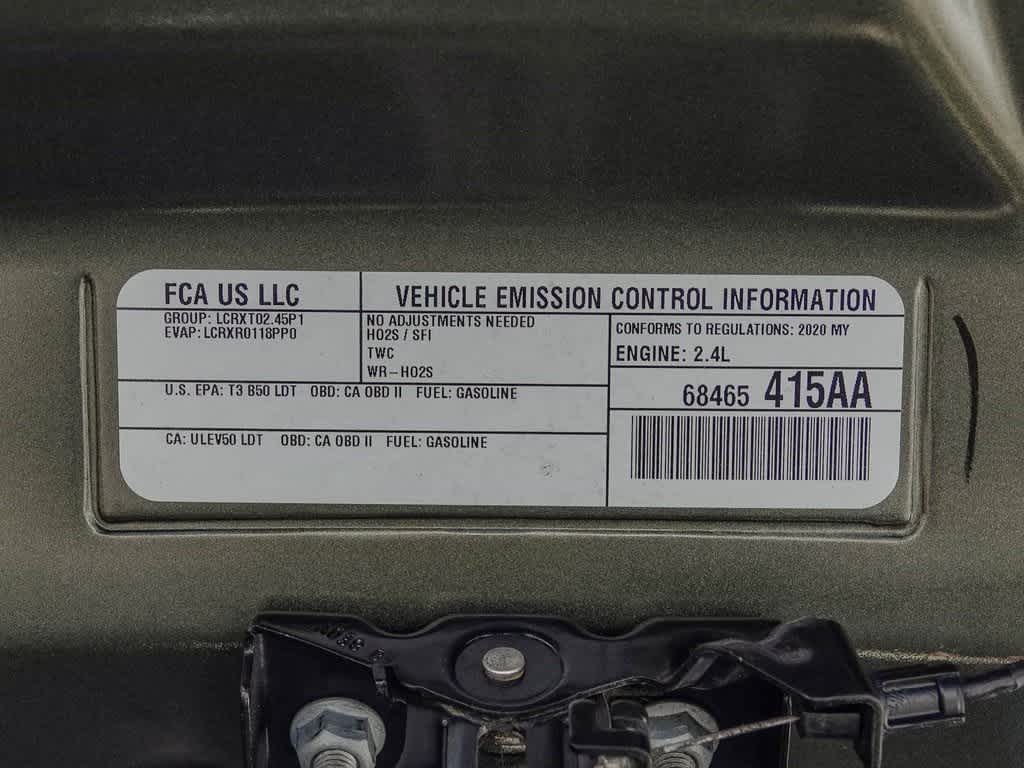 FCA US LLC
VEHICLE EMISSION CONTROL INFORMATION
GROUP: LCRXT02.45P1
EVAP: LCRXR0118PP0
NO ADJUSTMENTS NEEDED
HO2S / SFI
TWC
WR-HO2S
CONFORMS TO REGULATIONS: 2020 MY
ENGINE: 2.4L
68465 415AA
U.S. EPA: T3 B50 LDT OBD: CA OBD II FUEL: GASOLINE
CA: ULEV50 LDT OBD: CA OBD II FUEL: GASOLINE